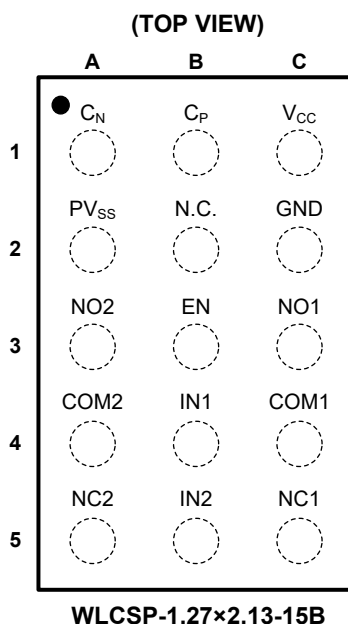 (TOP VIEW)
A B C
C_N C_P V_CC
1
PV_SS N.C. GND
2
NO2 EN NO1
3
COM2 IN1 COM1
4
NC2 IN2 NC1
5
WLCSP-1.27×2.13-15B